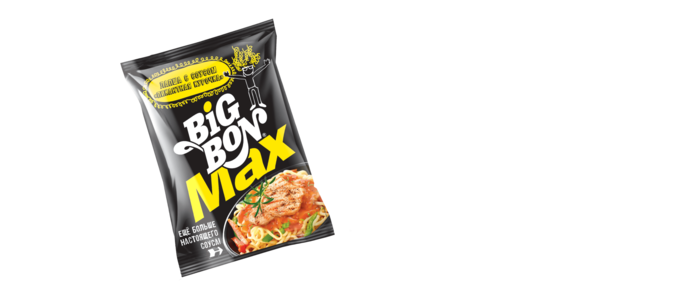 ЛАПША В СОУСОМ
«ПИКАНТНАЯ КУРОЧКА»
BiG
BON®
Max
ЕЩЁ БОЛЬШЕ
НАСТОЯЩЕГО
СОУСА!